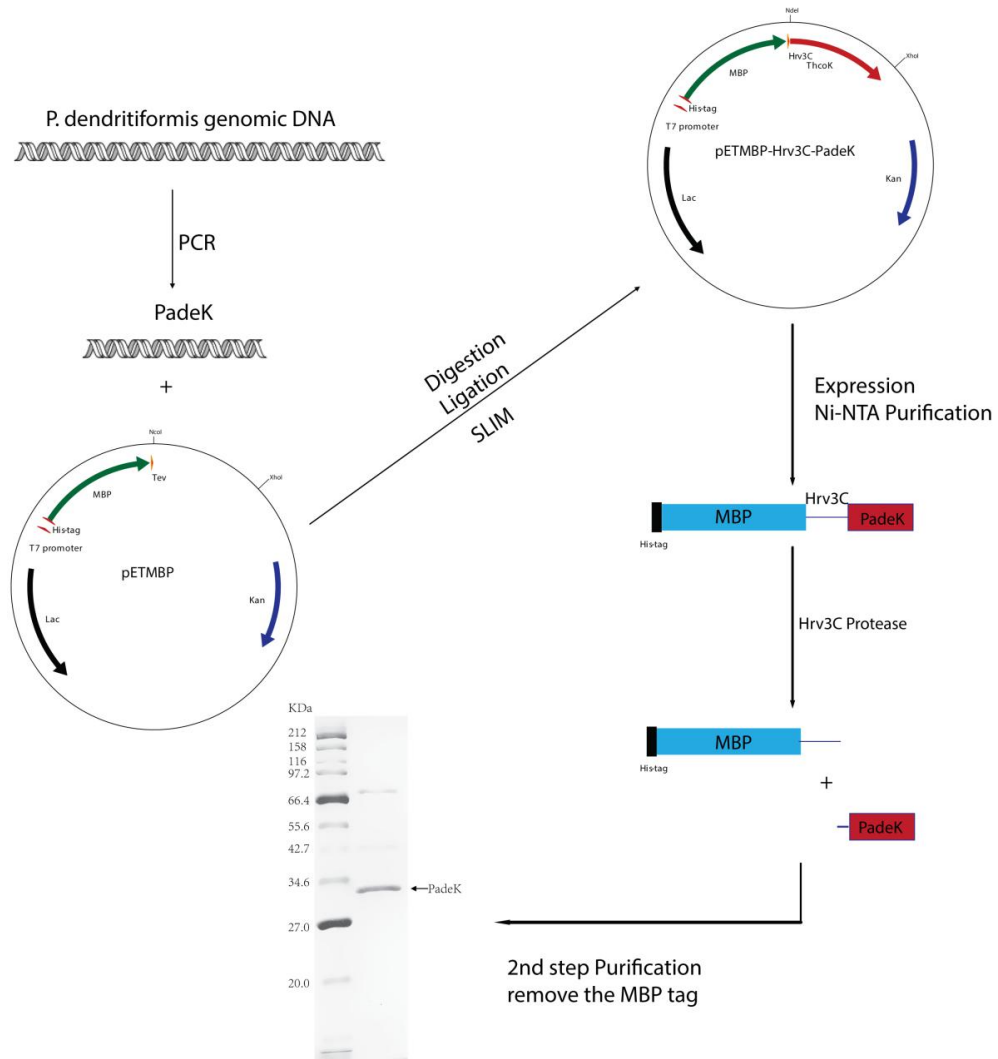 P. dendritiformis genomic DNA
PCR
PadeK
+
NcoI
XhoI
Tev
MBP
His-tag
T7 promoter
pETMBP
Lac
Kan
Digestion
Ligation
SLIM
NdeI
XhoI
Hrv3C
ThcoK
MBP
His-tag
T7 promoter
pETMBP-Hrv3C-PadeK
Lac
Kan
Expression
Ni-NTA Purification
Hrv3C
MBP
PadeK
His-tag
Hrv3C Protease
MBP
His-tag
+
PadeK
2nd step Purification
remove the MBP tag
KDa
212
158
116
97.2
66.4
55.6
42.7
34.6
PadeK
27.0
20.0